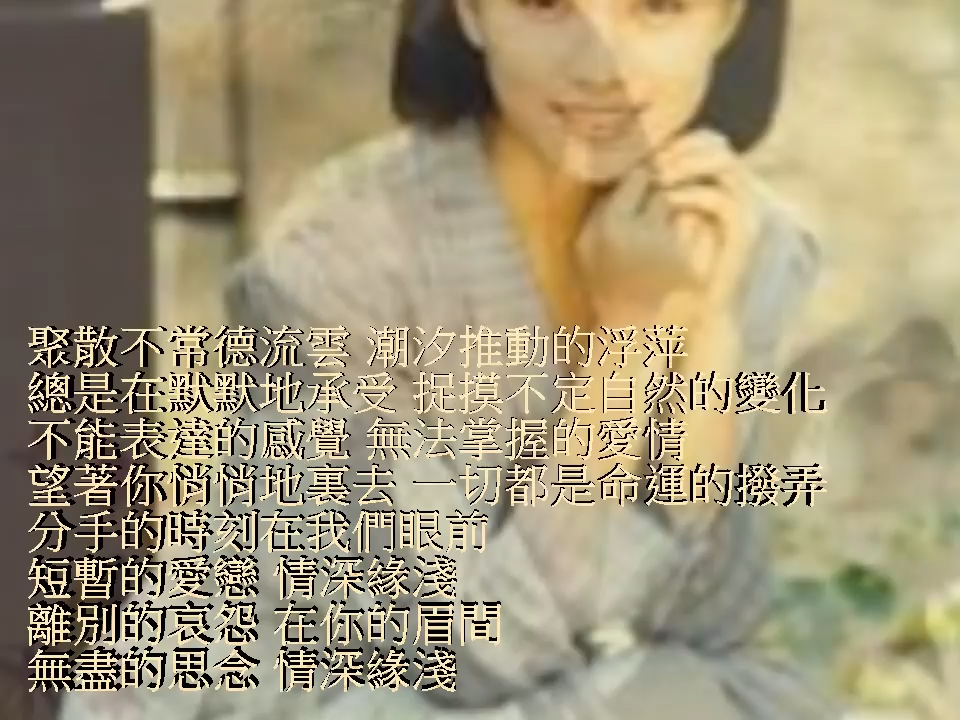 聚散不常德流雲 潮汐推動的浮萍
總是在默默地承受 捉摸不定自然的變化
不能表達的感覺 無法掌握的愛情
望著你悄悄地裏去 一切都是命運的撥弄
分手的時刻在我們眼前
短暫的愛戀 情深緣淺
離別的哀怨 在你的眉間
無盡的思念 情深緣淺